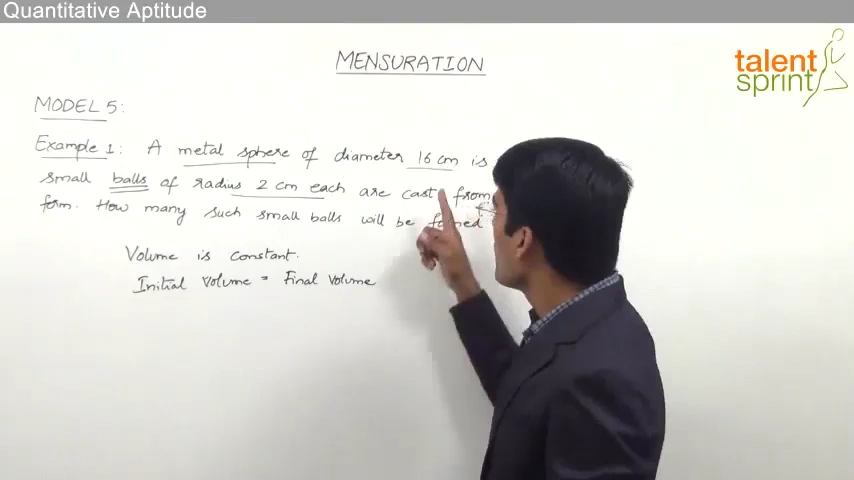 Quantitative Aptitude
talent
sprint
MENSURATION
MODEL 5:
Example 1: A metal sphere of diameter 16 cm is
small balls of radius 2 cm each are cast from
form. How many such small balls will be formed
Volume is constant.
Initial Volume = Final Volume